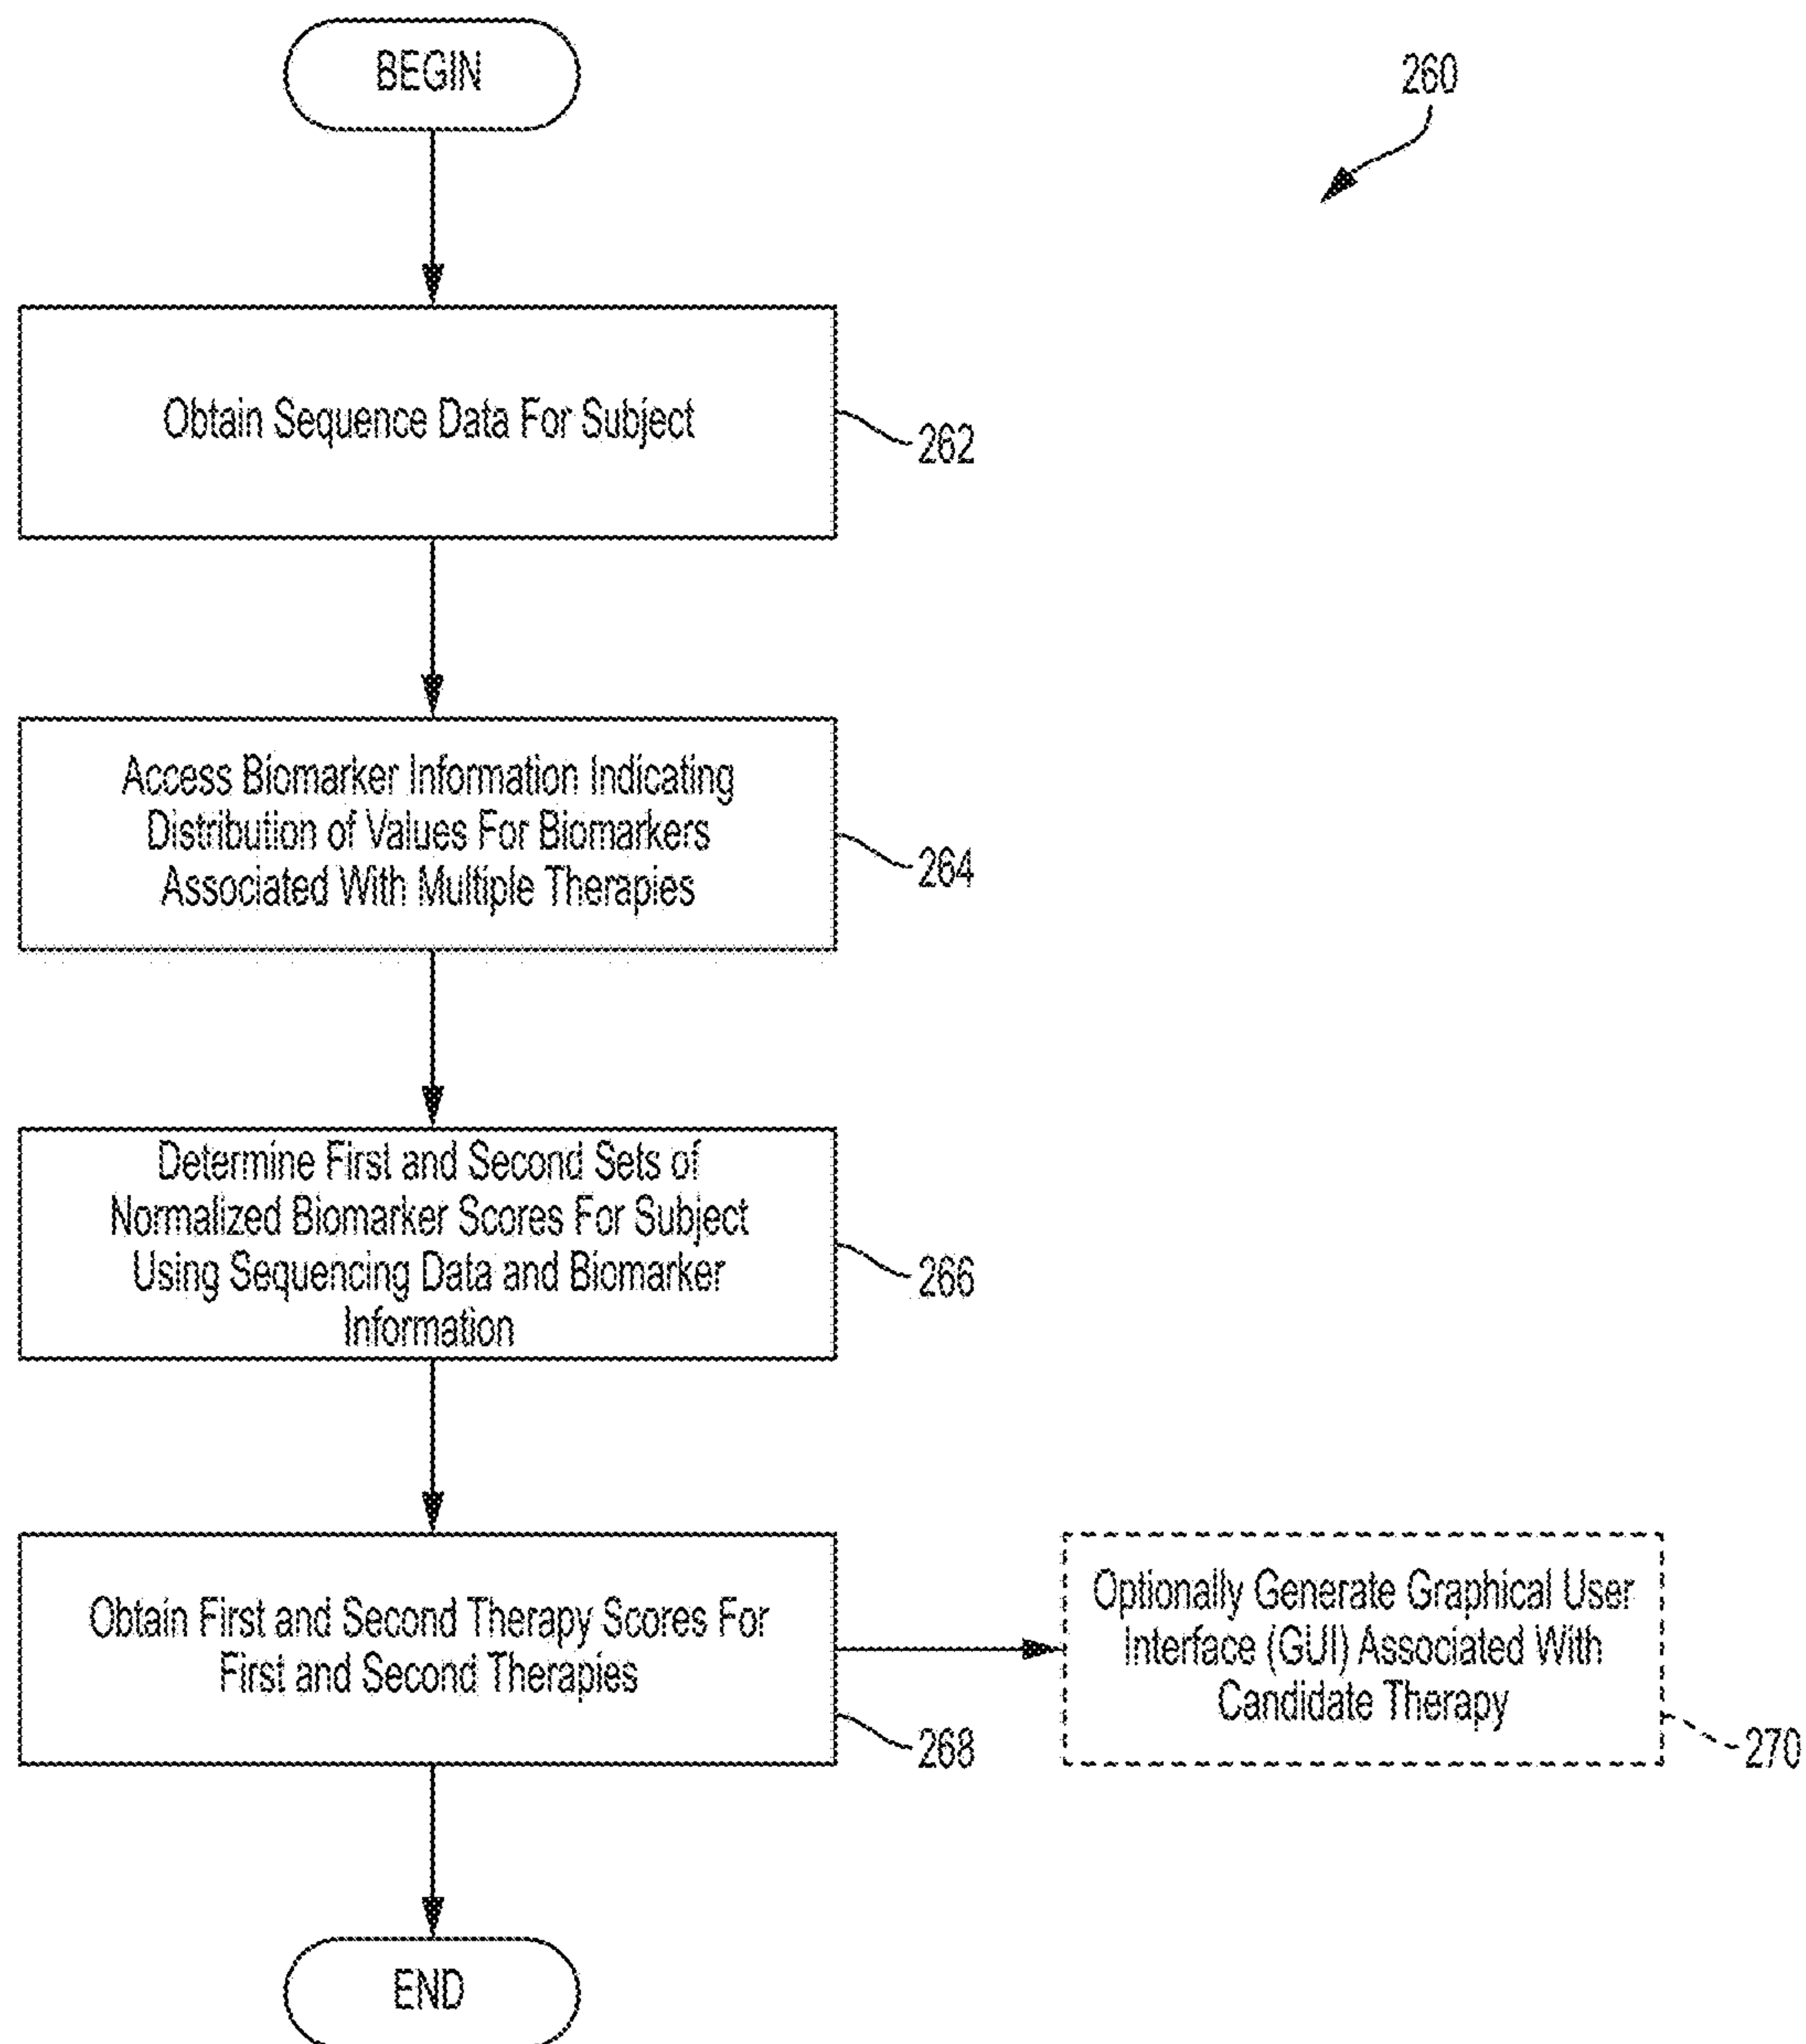 BEGIN
260
Obtain Sequence Data For Subject
262
Access Biomarker Information Indicating
Distribution of Values For Biomarkers
Associated With Multiple Therapies
264
Determine First and Second Sets of
Normalized Biomarker Scores For Subject
Using Sequencing Data and Biomarker
Information
266
Obtain First and Second Therapy Scores For
First and Second Therapies
268
Optionally Generate Graphical User
Interface (GUI) Associated With
Candidate Therapy
270
END